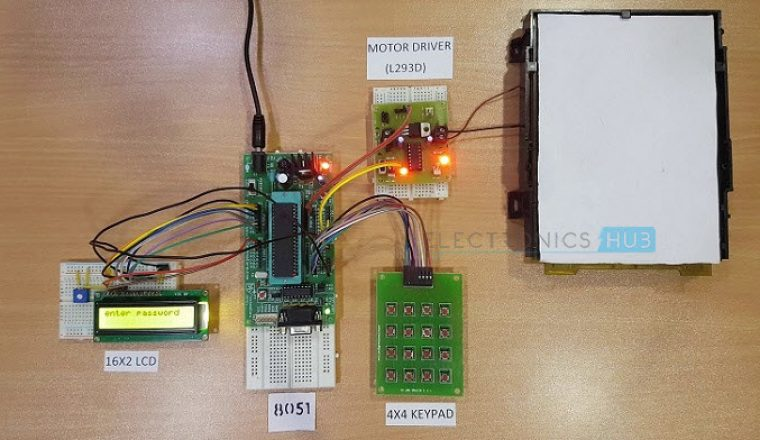 MOTOR DRIVER
(L293D)
ELECTRONICS HUB
enter password
16X2 LCD
8051
4X4 KEYPAD